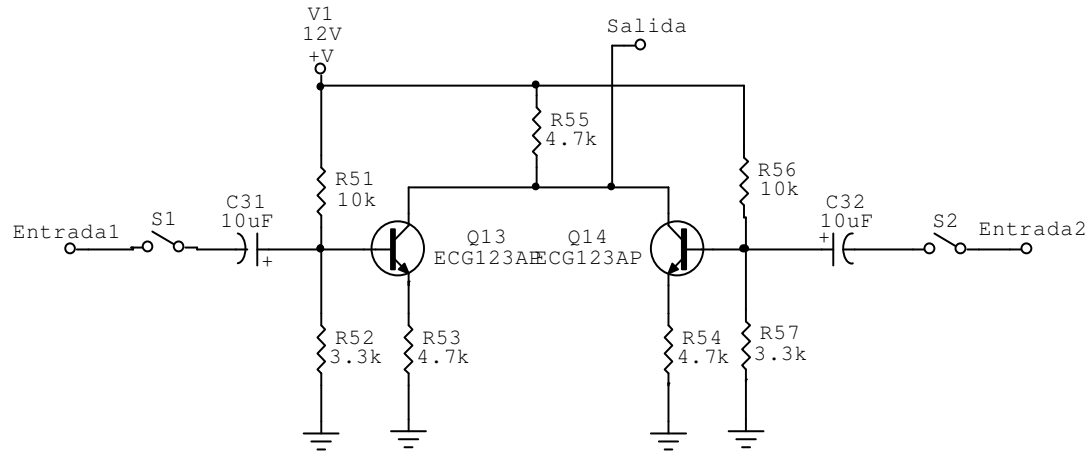 V1
12V
+V
Salida
R55
4.7k
R51
10k
R56
10k
C31
10uF
+
S1
Entrada1
Q13
ECG123AP
Q14
ECG123AP
C32
10uF
+
S2
Entrada2
R52
3.3k
R53
4.7k
R54
4.7k
R57
3.3k